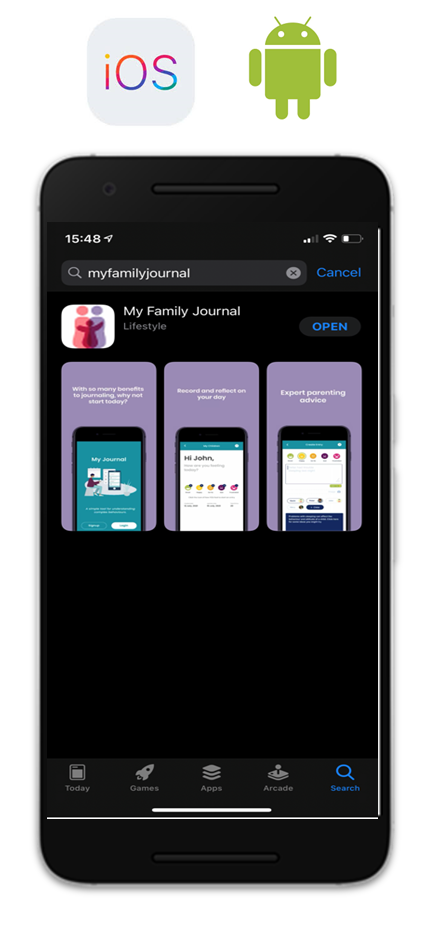 iOS
15:48
myfamilyjournal
Cancel
My Family Journal
Lifestyle
OPEN
With so many benefits
to journaling, why not
start today?
Record and reflect on
your day
Expert parenting
advice
My Journal
Hi John,
How are you feeling
today?
Today
Games
Apps
Arcade
Search